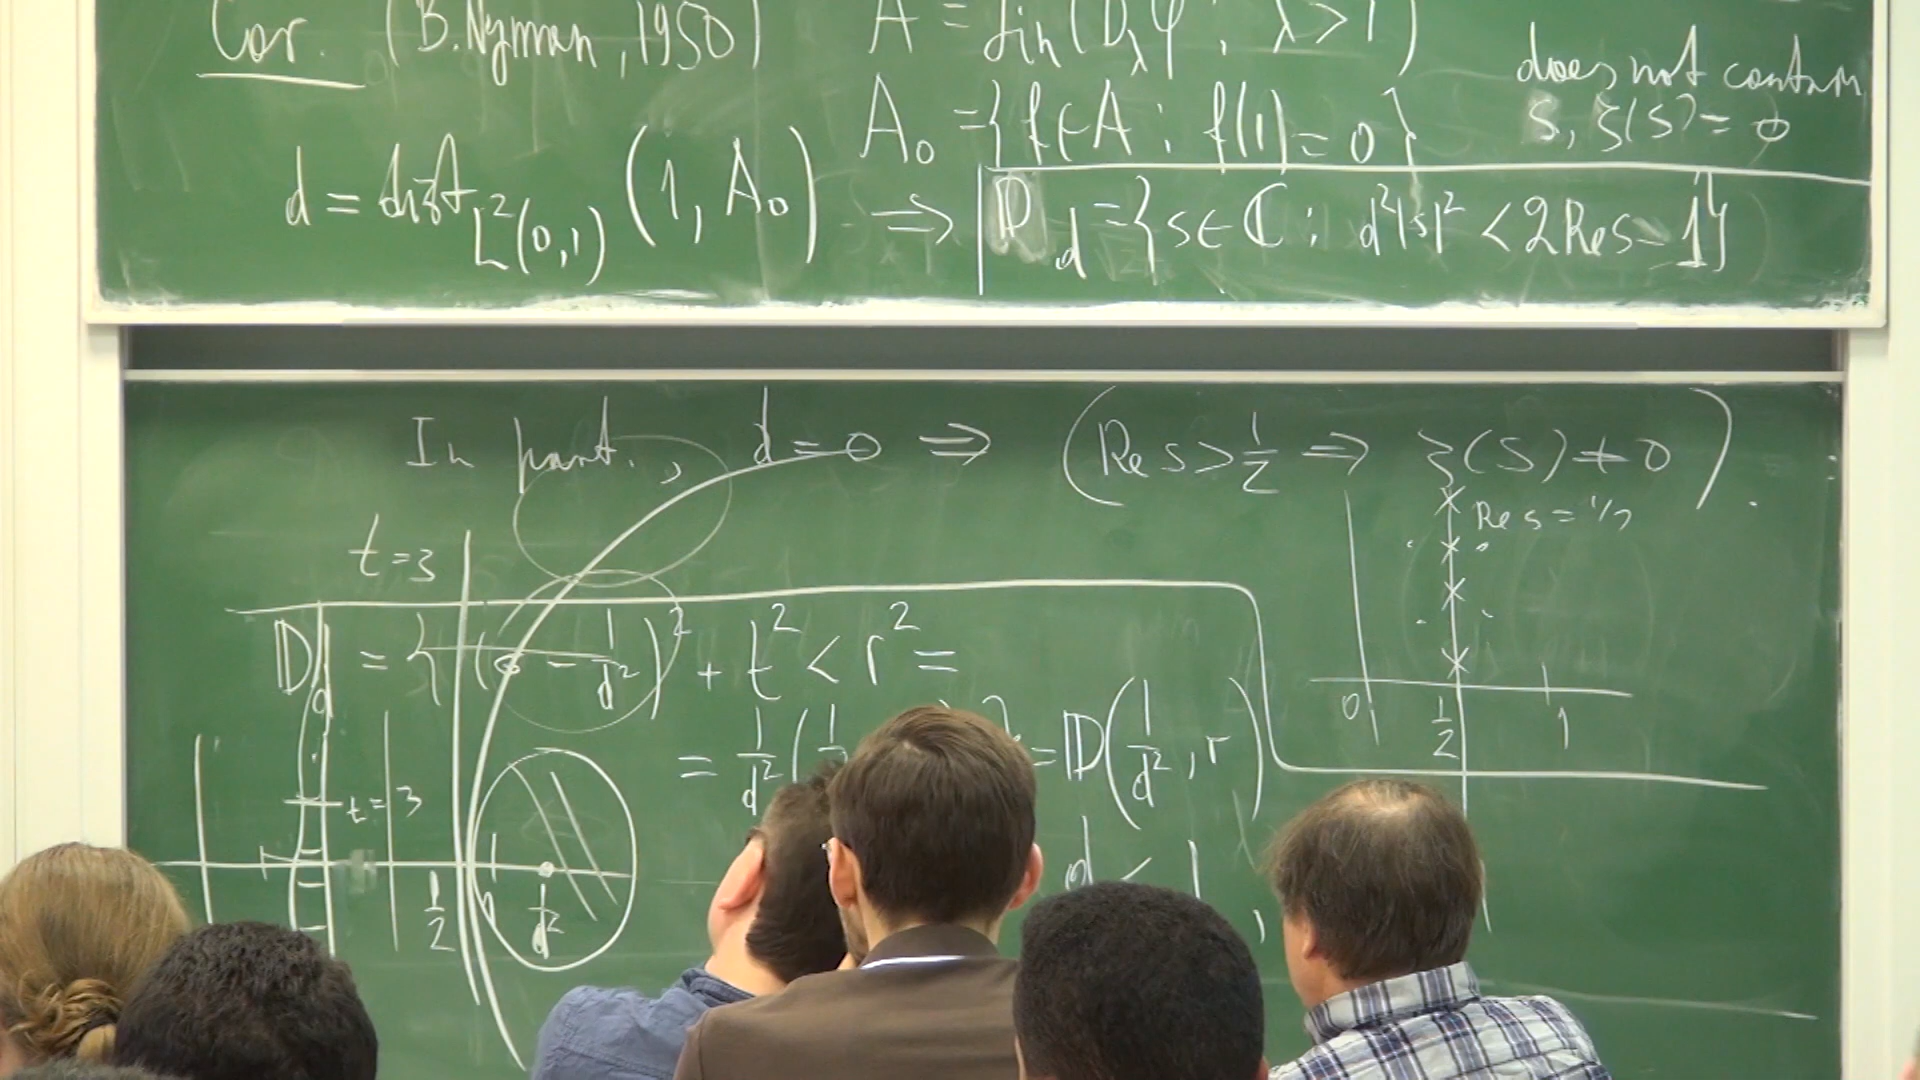 Cor. (B. Nyman, 1950)
A = Lin(D_λ φ : λ > 1)
does not contain
s, ζ(s) = 0
A₀ = {f ∈ A : f(1) = 0}
d = dist_{L²(0,1)} (1, A₀) ⇒ 𝔻_d = {s ∈ ℂ : d²|s|² < 2Re s − 1}
In part., d = 0 ⇒ (Re s > 1/2 ⇒ ζ(s) ≠ 0).
Re s = 1/2
t = 3
𝔻_d = {(σ − 1/d²)² + t² < r² =
0 1/2 1
= 1/d² (1/ = 𝔻(1/d², r)
t = 3
d < 1
1/2 1/d²